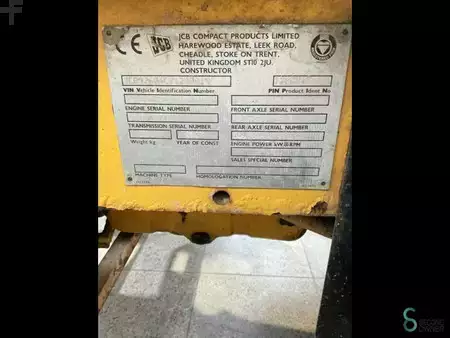 CE JCB
JCB COMPACT PRODUCTS LIMITED
HAREWOOD ESTATE, LEEK ROAD,
CHEADLE, STOKE ON TRENT,
UNITED KINGDOM ST10 2JU
CONSTRUCTOR
VIN Vehicle Identification Number
PIN Product Ident No
ENGINE SERIAL NUMBER
FRONT AXLE SERIAL NUMBER
TRANSMISSION SERIAL NUMBER
REAR AXLE SERIAL NUMBER
Weight kg
YEAR OF CONST
ENGINE POWER kW @ RPM
SALES SPECIAL NUMBER
MACHINE TYPE
HOMOLOGATION NUMBER
SECOND
OWNER